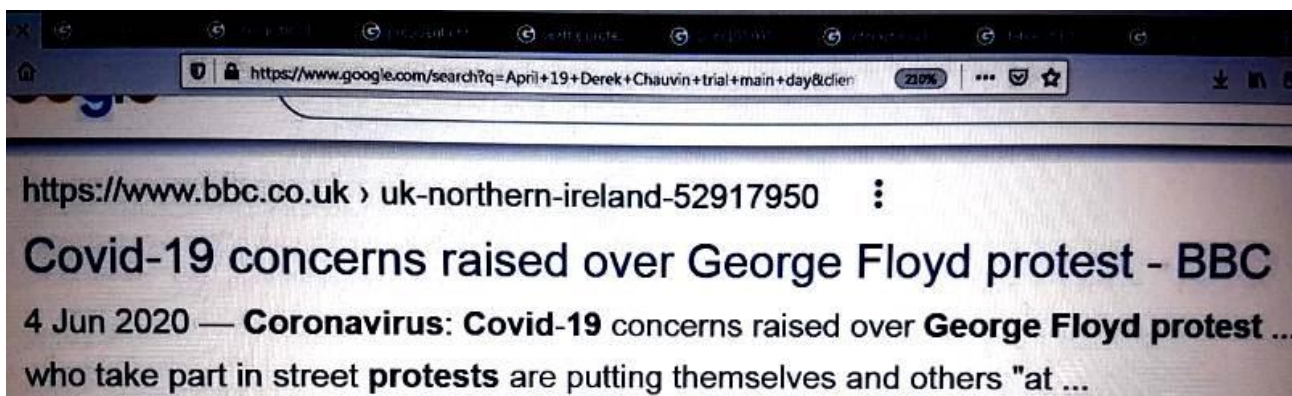 https://www.google.com/search?q=April+19+Derek+Chauvin+trial+main+day&clien 210%
https://www.bbc.co.uk › uk-northern-ireland-52917950
Covid-19 concerns raised over George Floyd protest - BBC
4 Jun 2020 — Coronavirus: Covid-19 concerns raised over George Floyd protest ...
who take part in street protests are putting themselves and others "at ...